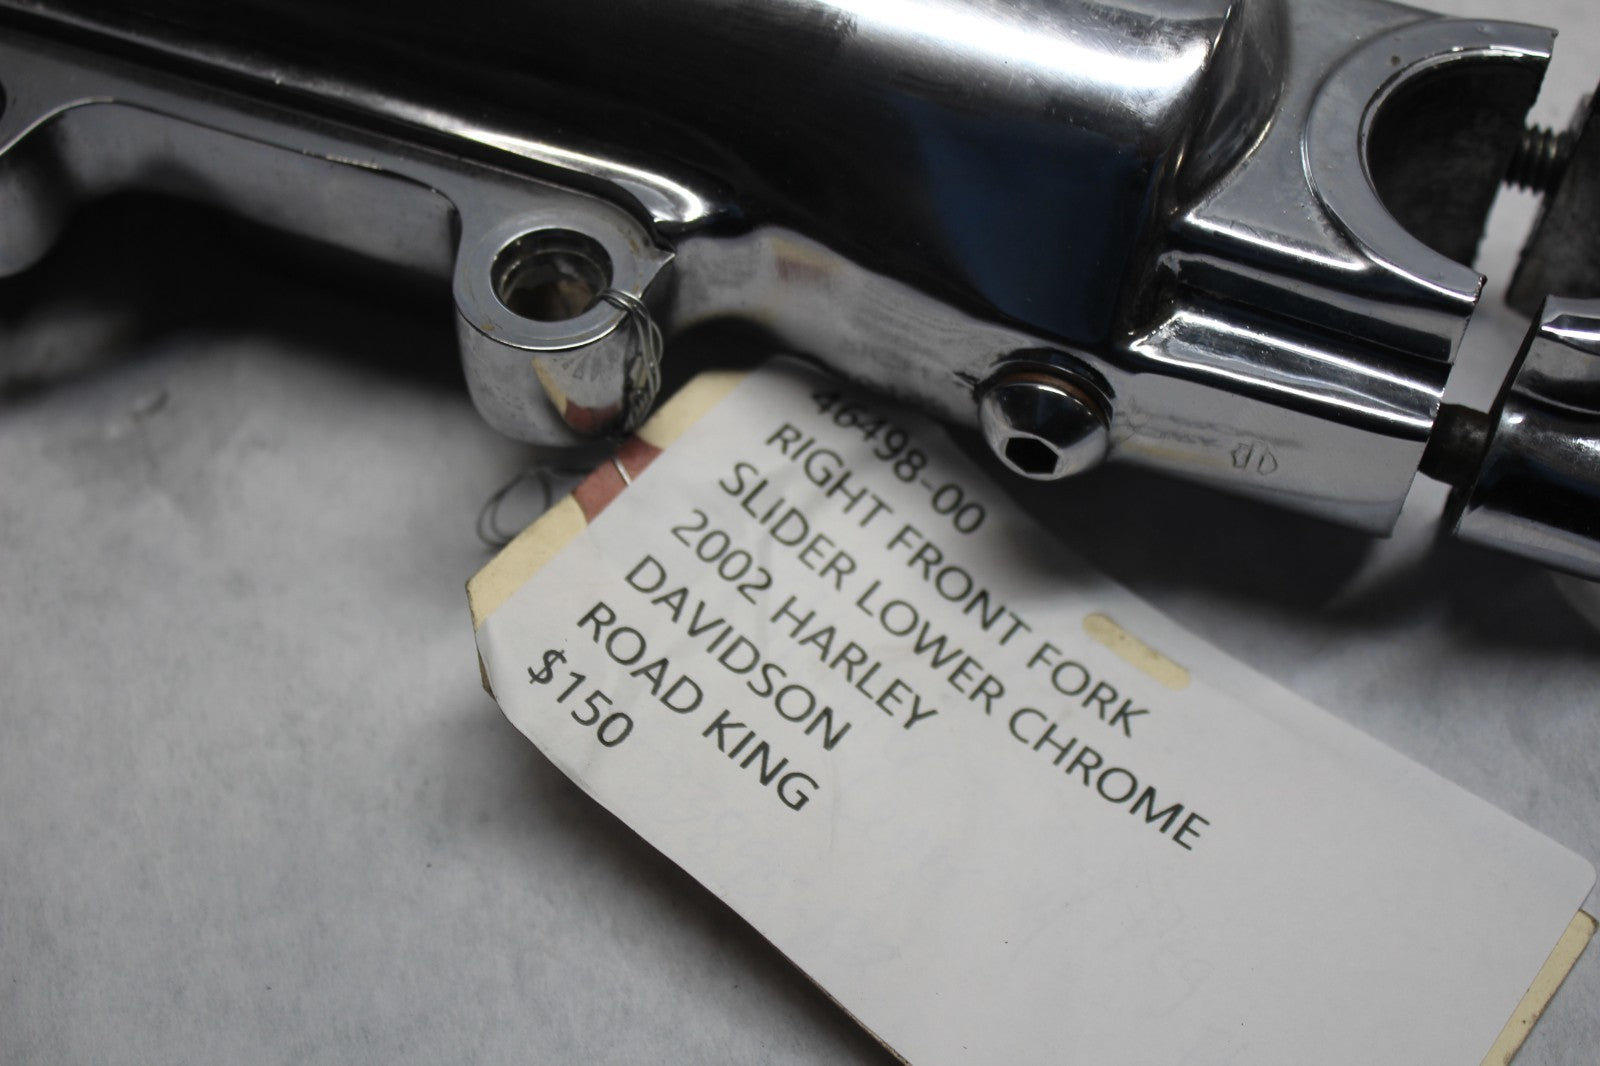 46498-00
RIGHT FRONT FORK
SLIDER LOWER CHROME
2002 HARLEY
DAVIDSON
ROAD KING
$150